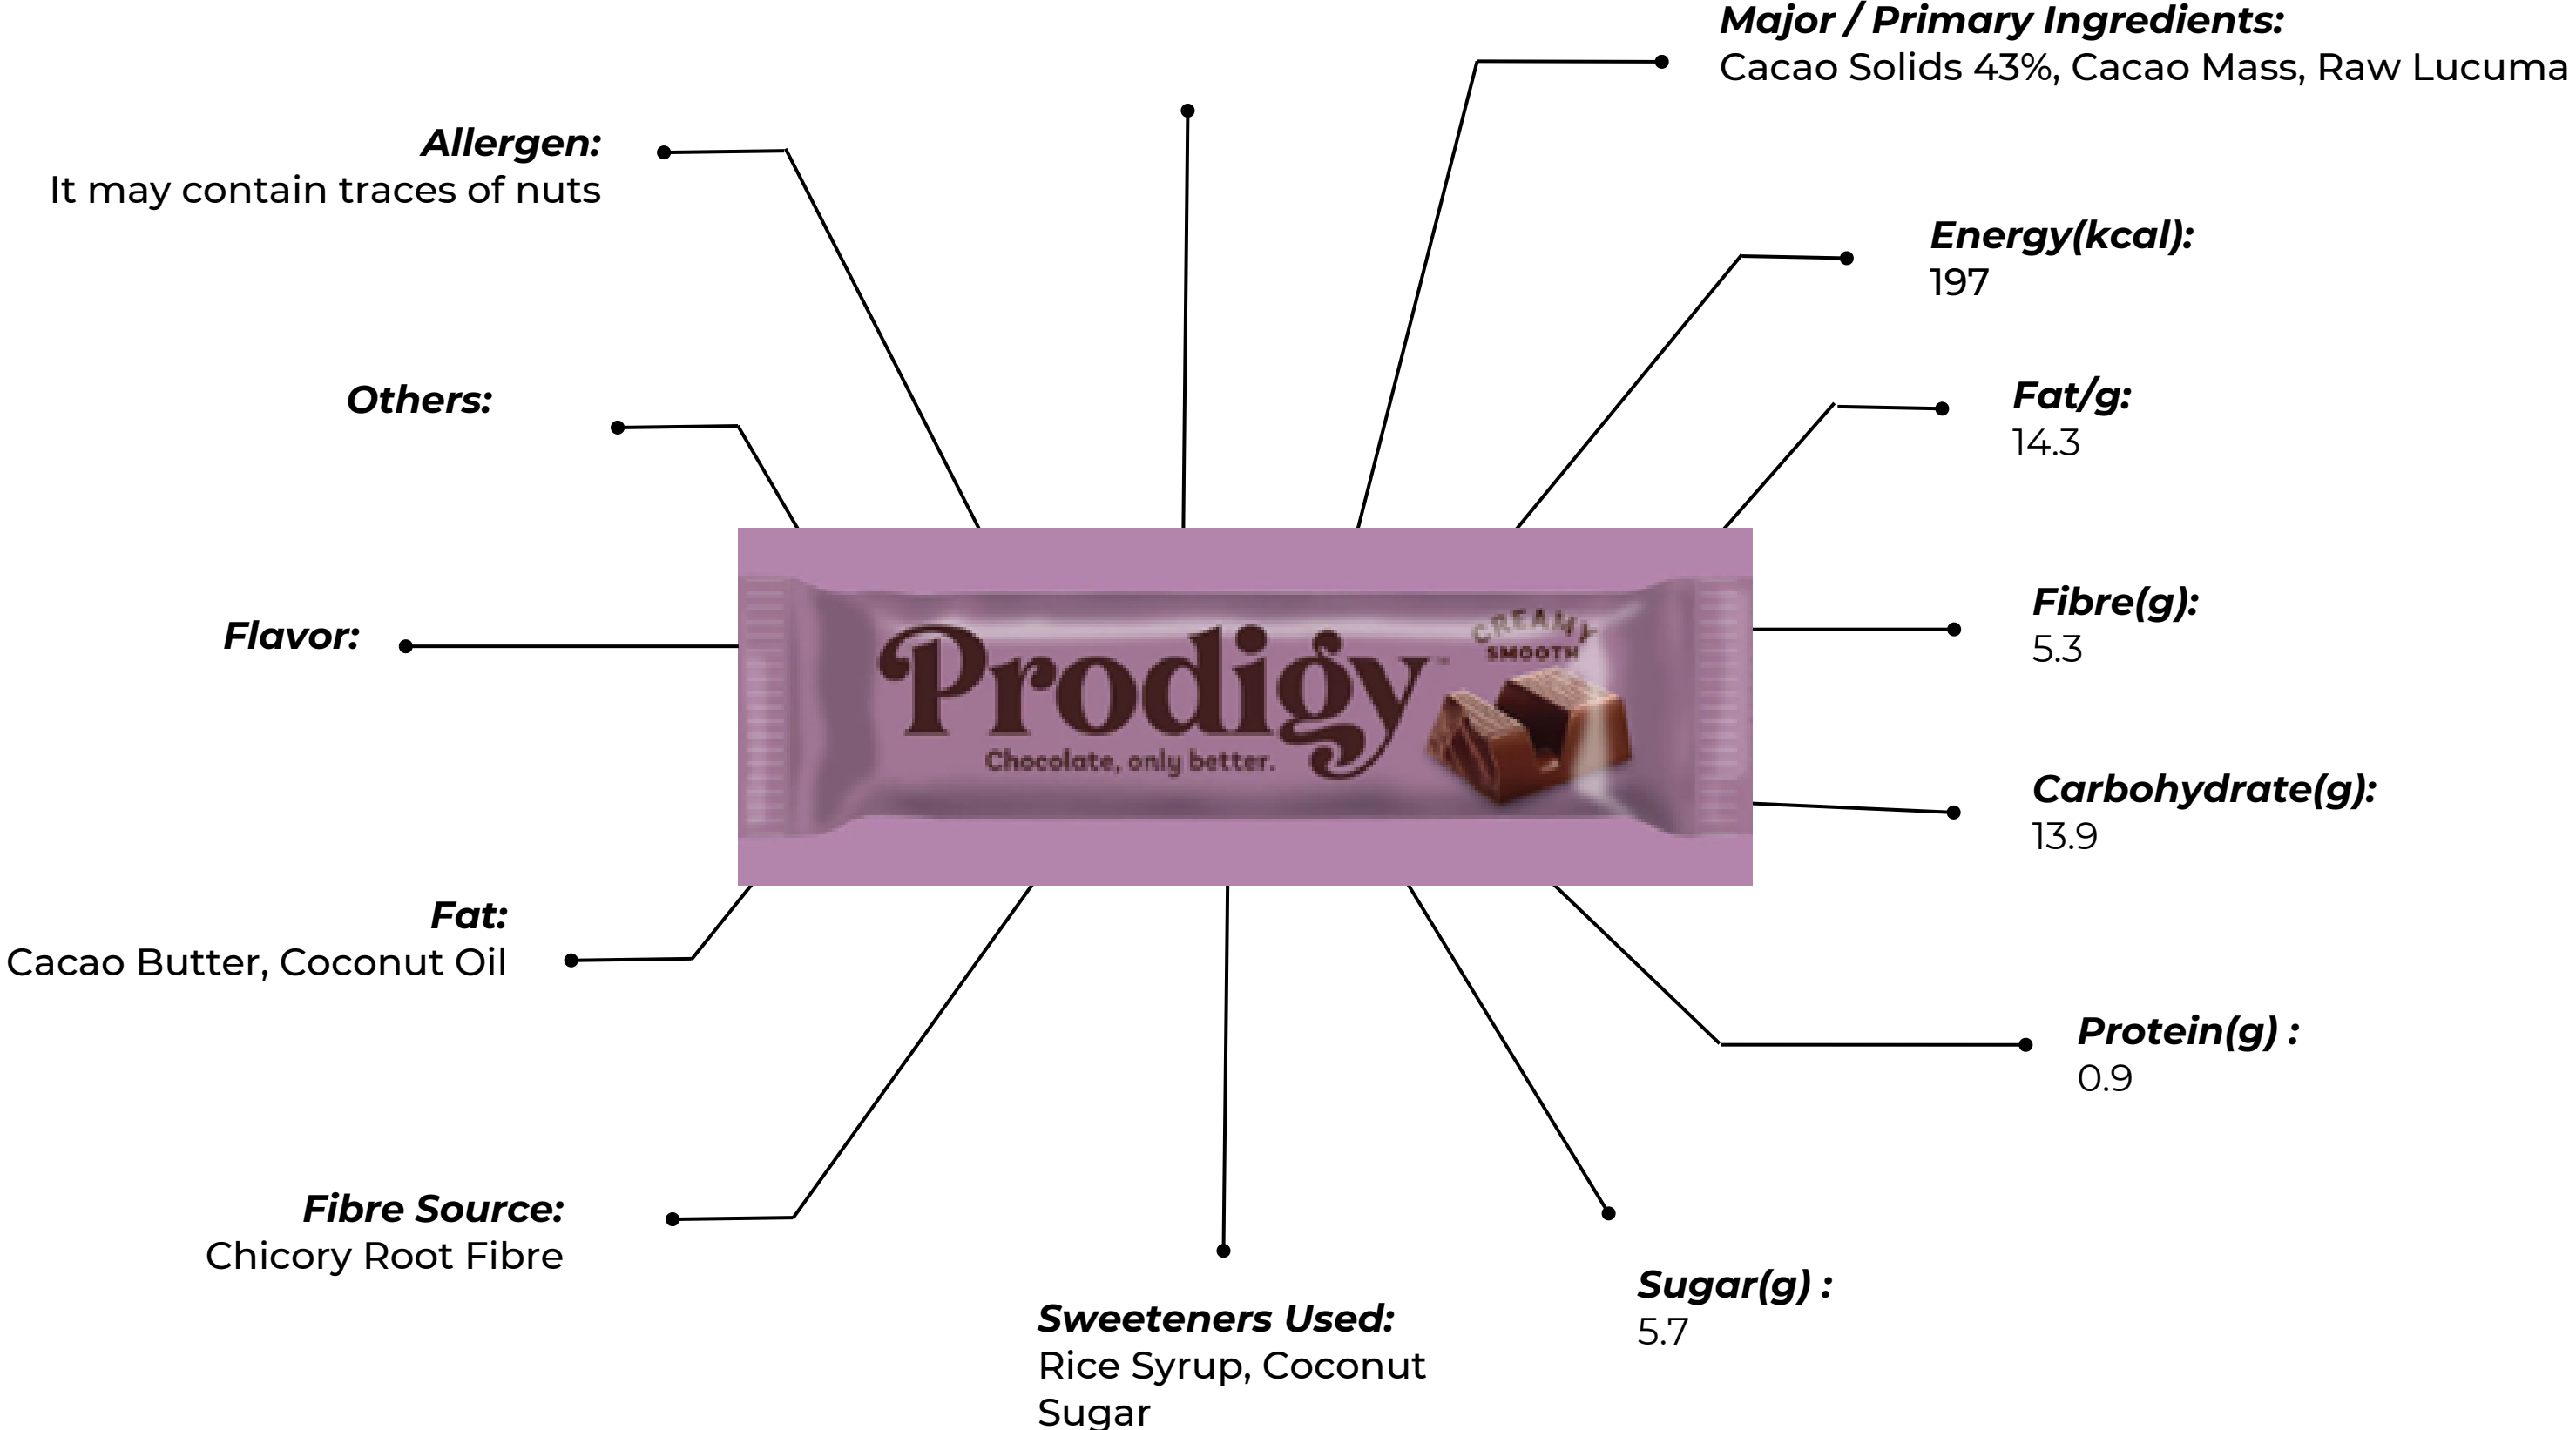 Major / Primary Ingredients:
Cacao Solids 43%, Cacao Mass, Raw Lucuma
Allergen:
It may contain traces of nuts
Energy(kcal):
197
Others:
Fat/g:
14.3
Flavor:
Fibre(g):
5.3
Prodigy™
CREAMY
SMOOTH
Chocolate, only better.
Carbohydrate(g):
13.9
Fat:
Cacao Butter, Coconut Oil
Protein(g) :
0.9
Fibre Source:
Chicory Root Fibre
Sweeteners Used:
Rice Syrup, Coconut
Sugar
Sugar(g) :
5.7